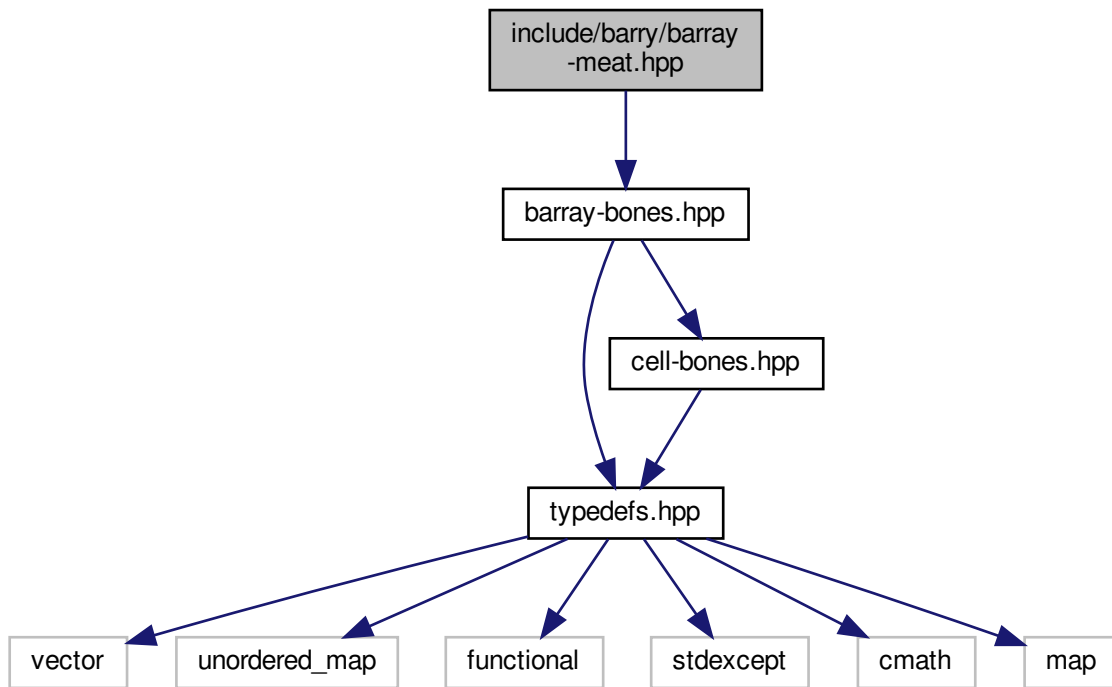 include/barry/barray
-meat.hpp
barray-bones.hpp
cell-bones.hpp
typedefs.hpp
vector
unordered_map
functional
stdexcept
cmath
map